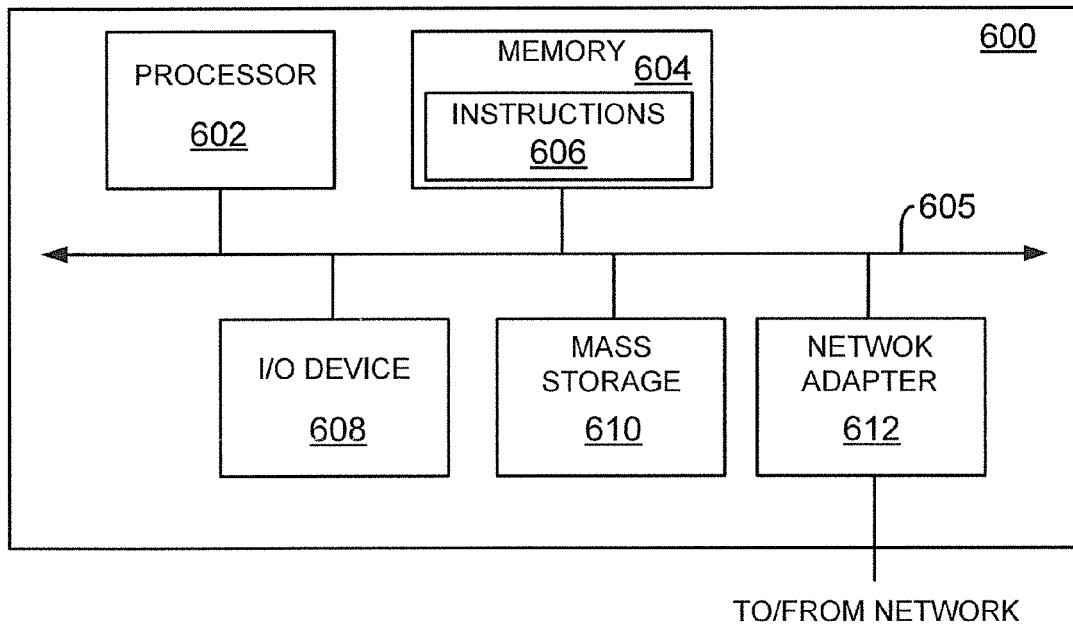 600
PROCESSOR
602
MEMORY
604
INSTRUCTIONS
606
605
I/O DEVICE
608
MASS
STORAGE
610
NETWOK
ADAPTER
612
TO/FROM NETWORK